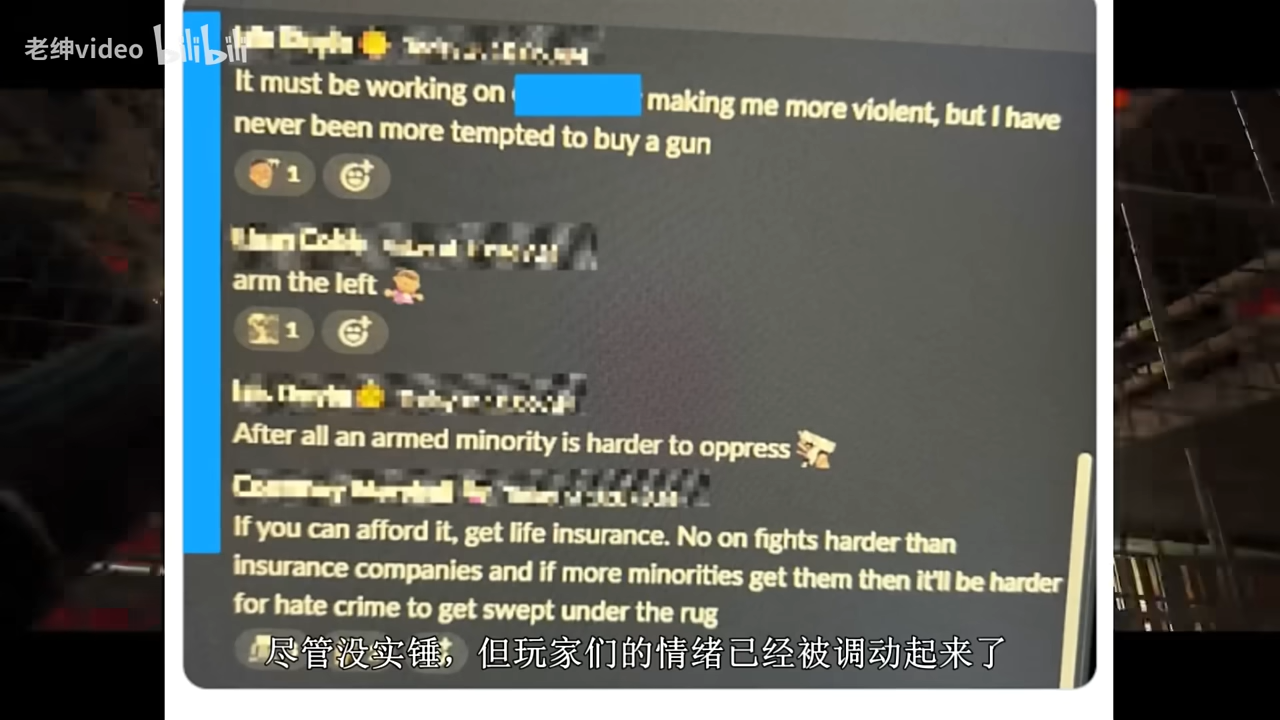 老绅video bilibili
It must be working on making me more violent, but I have
never been more tempted to buy a gun
1
arm the left
1
After all an armed minority is harder to oppress
If you can afford it, get life insurance. No on fights harder than
insurance companies and if more minorities get them then it'll be harder
for hate crime to get swept under the rug
尽管没实锤，但玩家们的情绪已经被调动起来了